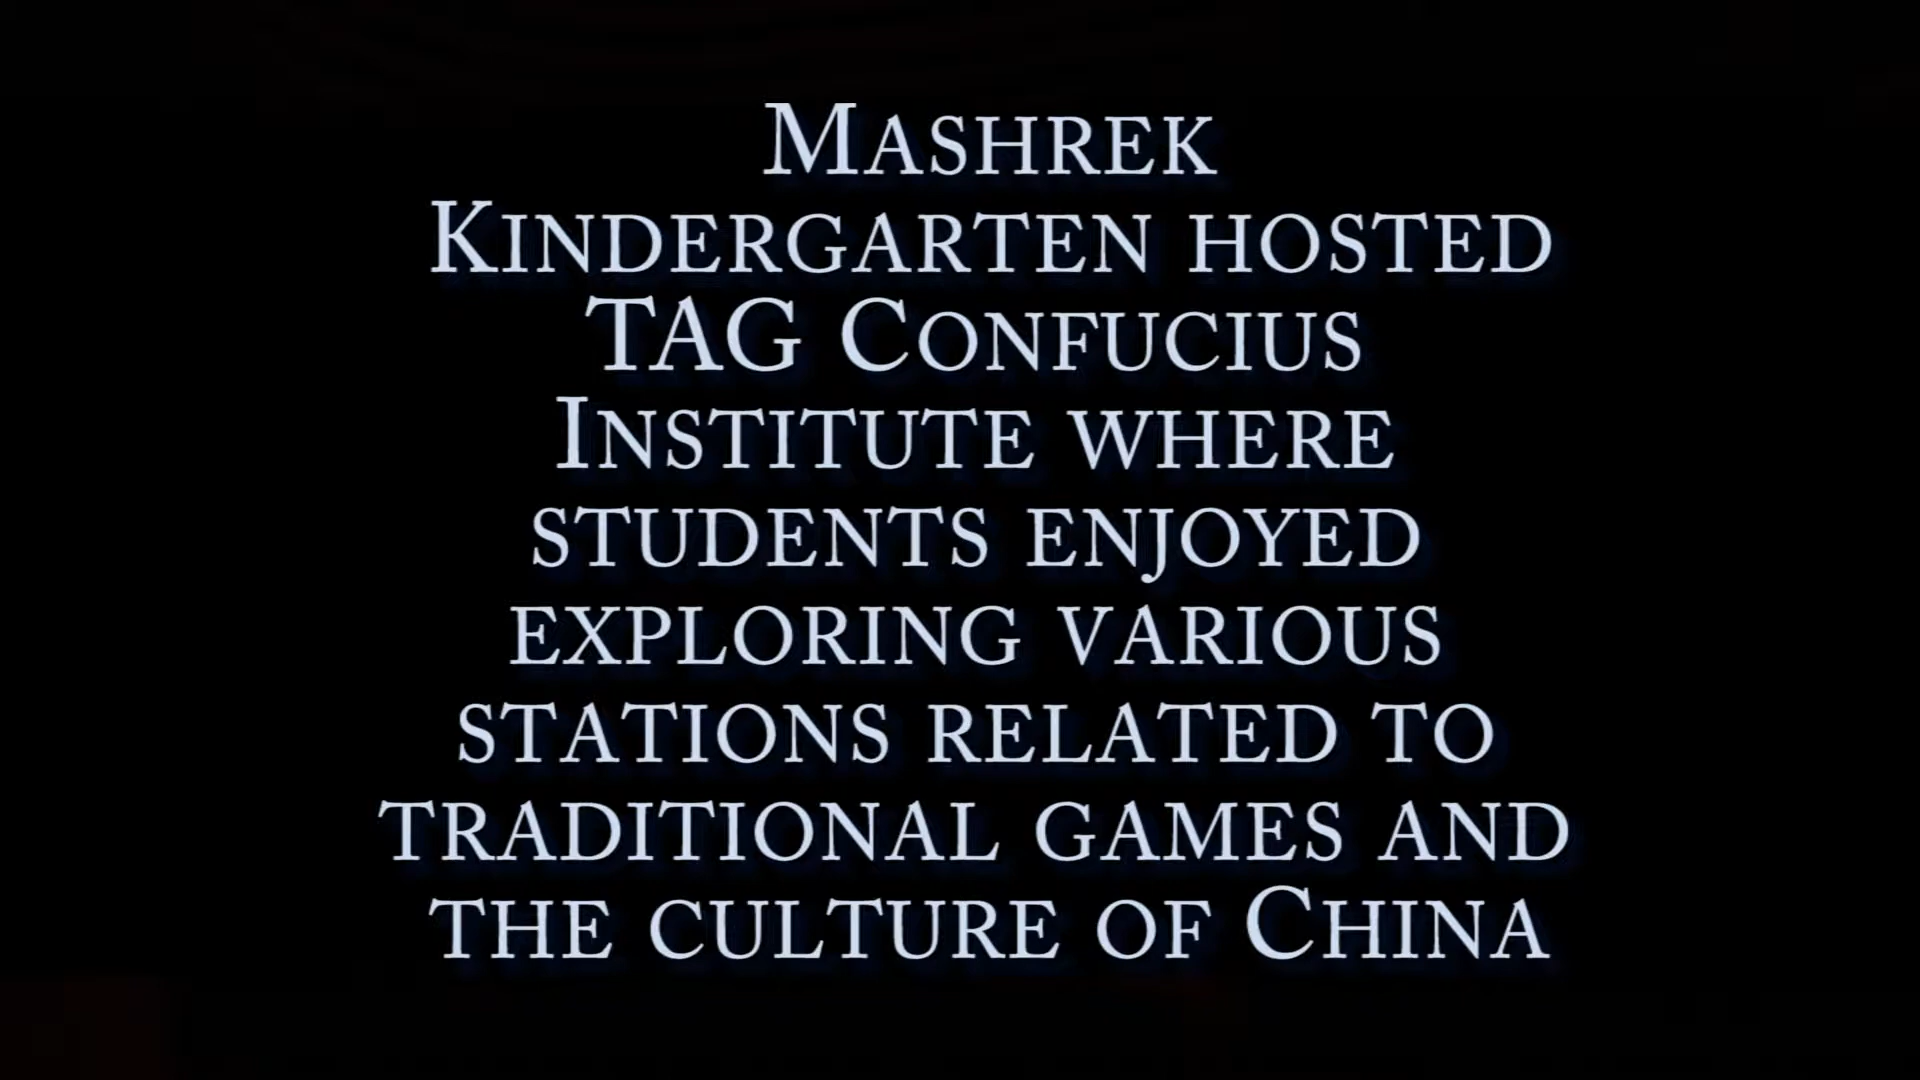 Mashrek
Kindergarten hosted
TAG Confucius
Institute where
students enjoyed
exploring various
stations related to
traditional games and
the culture of China